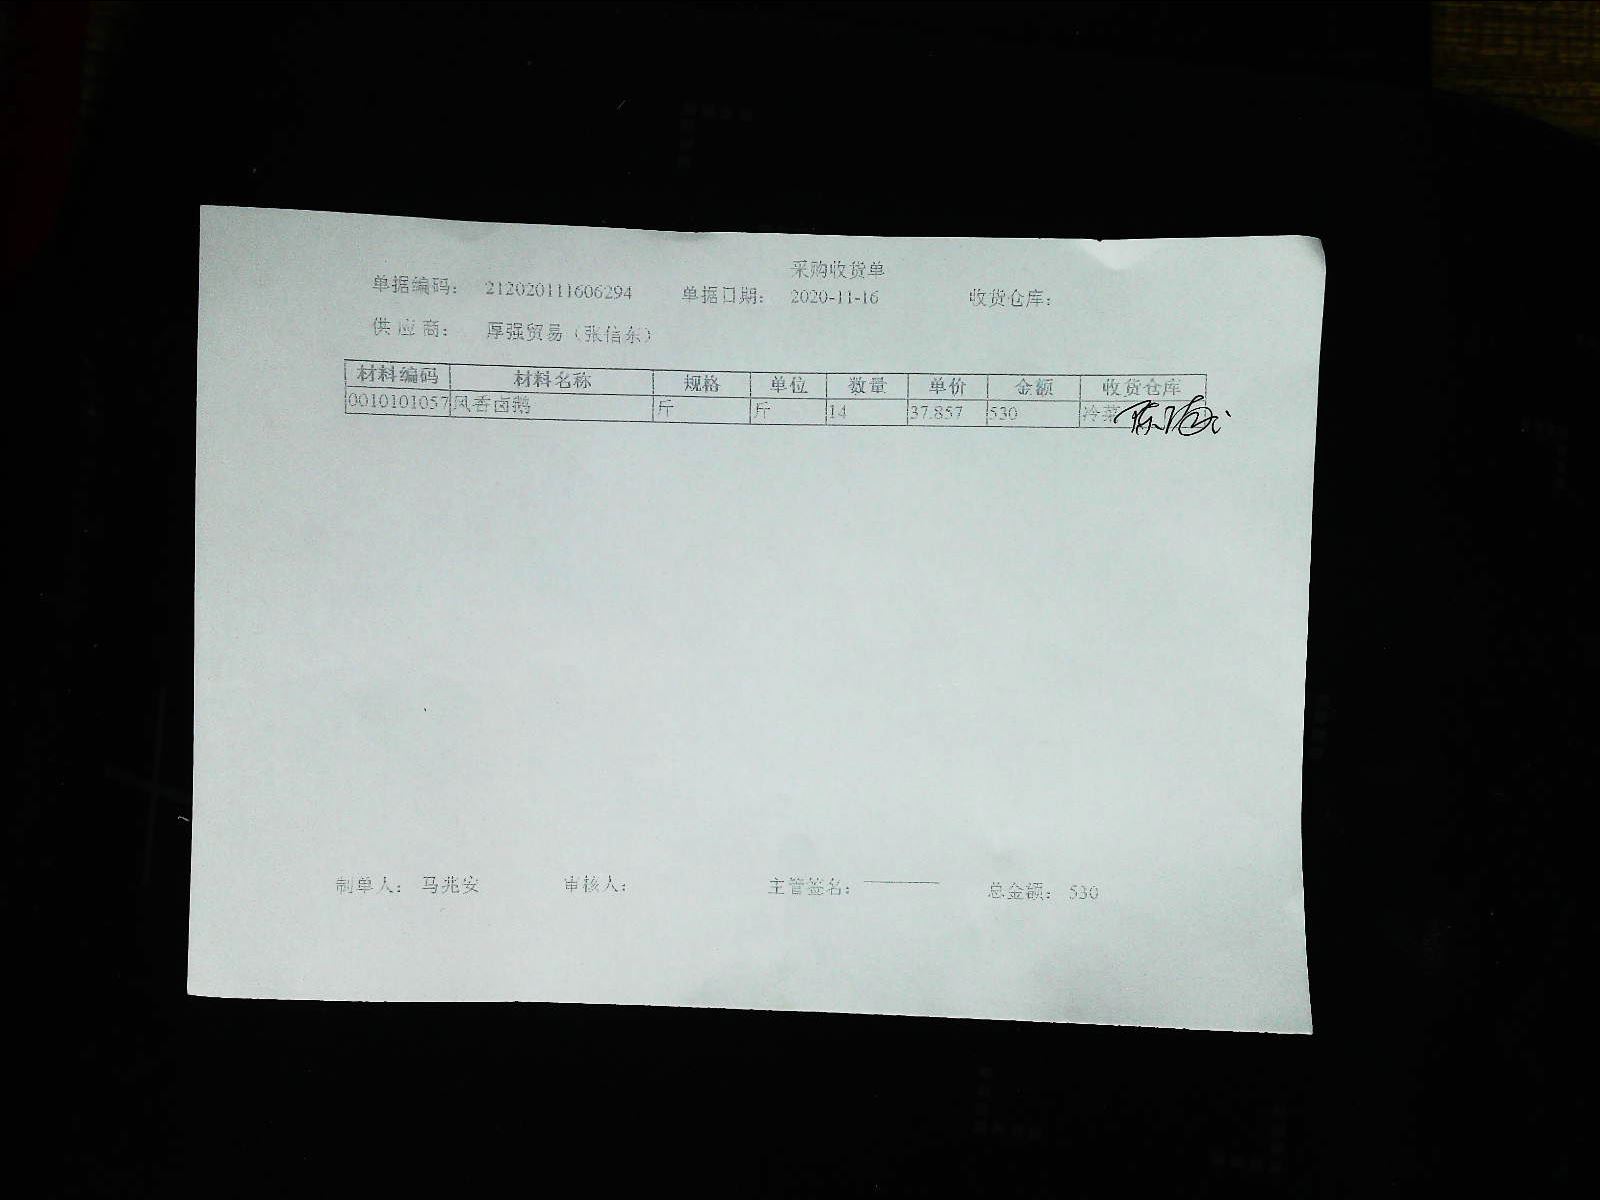 采购收货单
单据编码： 212020111606294 单据日期： 2020-11-16 收货仓库：
供 应 商： 厚强贸易（张信东）
材料编码 材料名称 规格 单位 数量 单价 金额 收货仓库
0010101057 风香卤鹅 斤 斤 14 37.857 530 冷菜
制单人： 马兆安 审核人： 主管签名： 总金额： 530